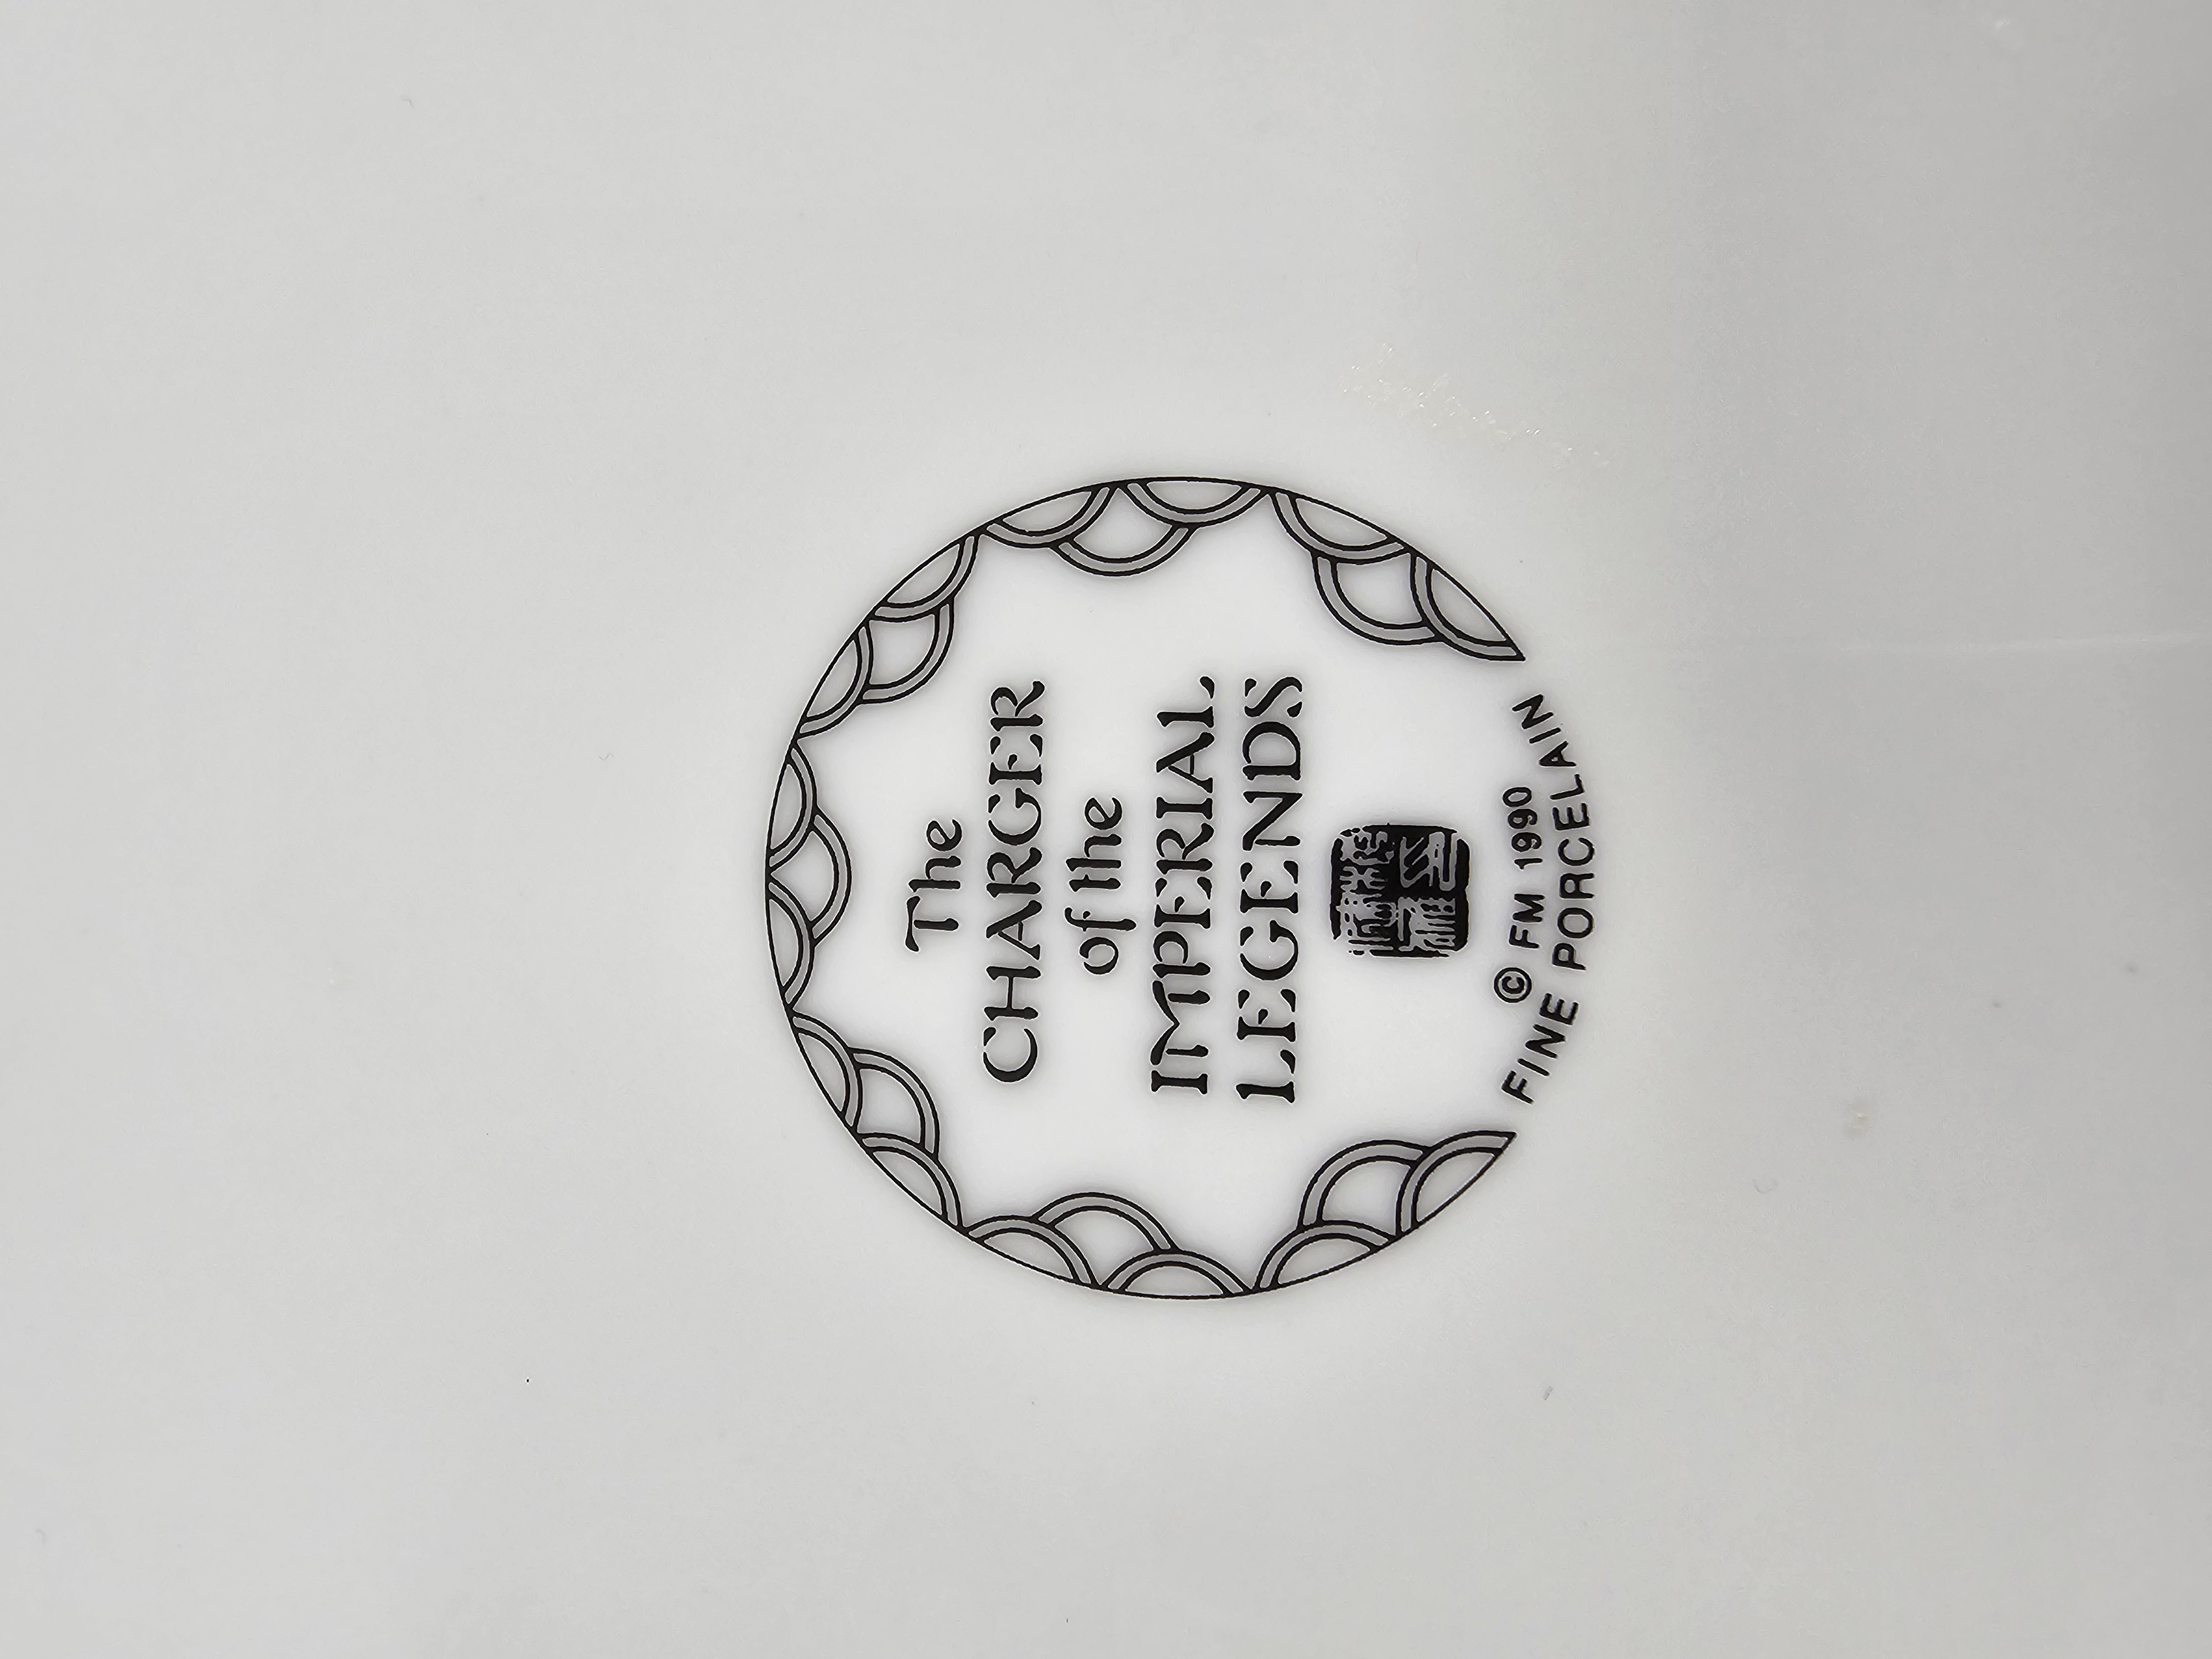 The
CHARGER
of the
IMPERIAL
LEGENDS
© FM 1990
FINE PORCELAIN